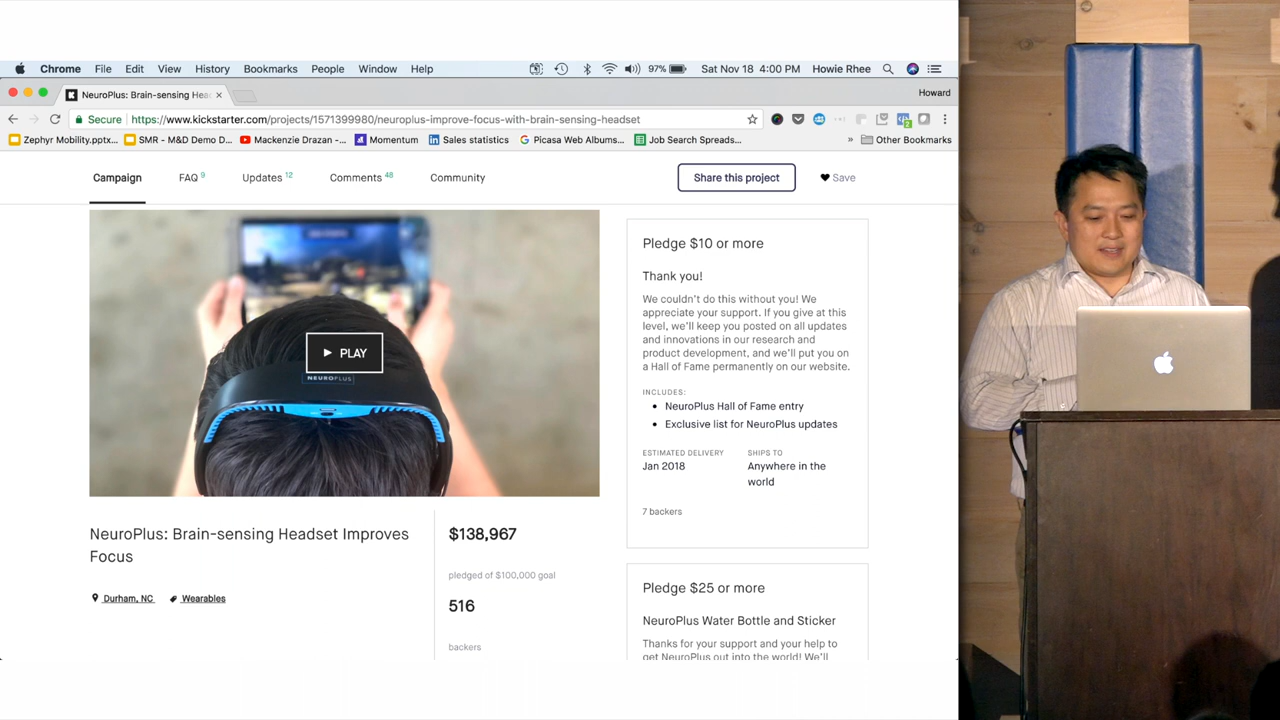 Chrome File Edit View History Bookmarks People Window Help 97% Sat Nov 18 4:00 PM Howie Rhee
NeuroPlus: Brain-sensing Hea
Howard
Secure https://www.kickstarter.com/projects/1571399980/neuroplus-improve-focus-with-brain-sensing-headset
Zephyr Mobility.pptx... SMR - M&D Demo D... Mackenzie Drazan -... Momentum Sales statistics Picasa Web Albums... Job Search Spreads... » Other Bookmarks
Campaign FAQ 9 Updates 12 Comments 48 Community Share this project Save
PLAY
NEUROPLUS
NeuroPlus: Brain-sensing Headset Improves
Focus
Durham, NC Wearables
$138,967
pledged of $100,000 goal
516
backers
Pledge $10 or more
Thank you!
We couldn't do this without you! We
appreciate your support. If you give at this
level, we'll keep you posted on all updates
and innovations in our research and
product development, and we'll put you on
a Hall of Fame permanently on our website.
INCLUDES:
• NeuroPlus Hall of Fame entry
• Exclusive list for NeuroPlus updates
ESTIMATED DELIVERY
Jan 2018
SHIPS TO
Anywhere in the
world
7 backers
Pledge $25 or more
NeuroPlus Water Bottle and Sticker
Thanks for your support and your help to
get NeuroPlus out into the world! We'll